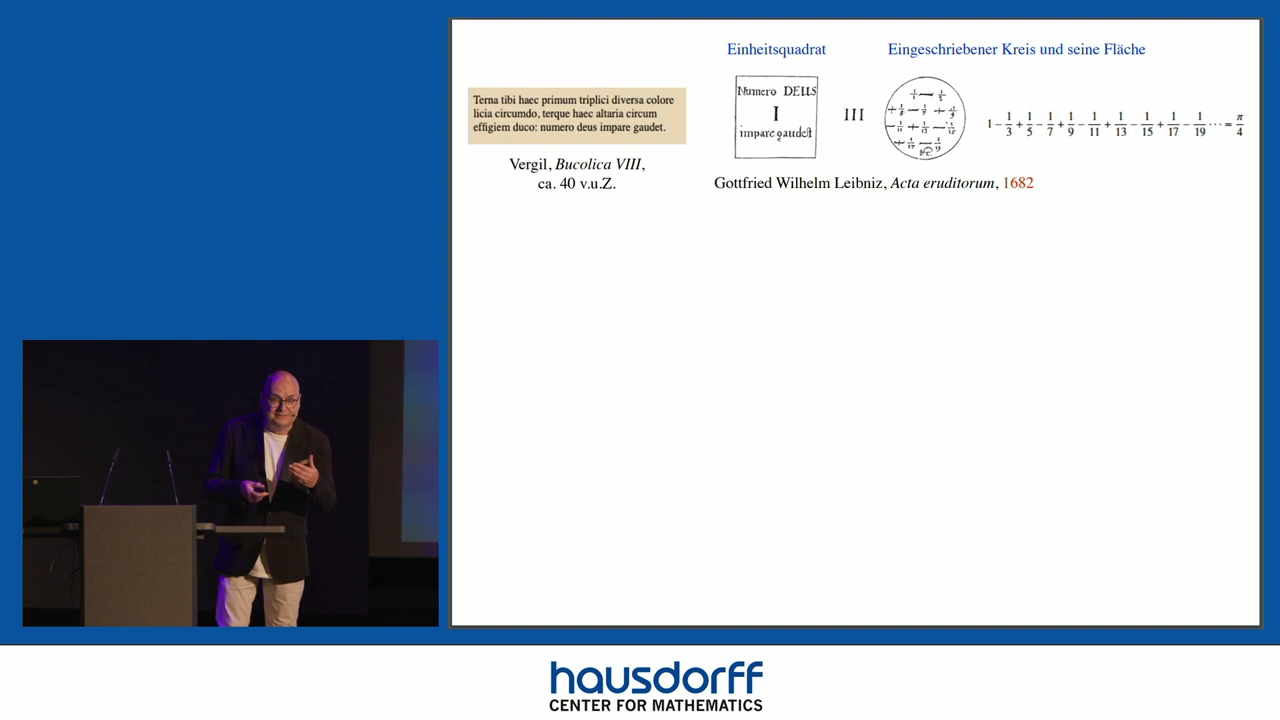 Einheitsquadrat
Eingeschriebener Kreis und seine Fläche
Terna tibi haec primum triplici diversa colore
licia circumdo, terque haec altaria circum
effigiem duco: numero deus impare gaudet.
Vergil, Bucolica VIII,
ca. 40 v.u.Z.
Numero DEUS
I
impare gaudet
III
1 − 1/3 + 1/5 − 1/7 + 1/9 − 1/11 + 1/13 − 1/15 + 1/17 − 1/19 ··· = π/4
Gottfried Wilhelm Leibniz, Acta eruditorum, 1682
hausdorff
CENTER FOR MATHEMATICS